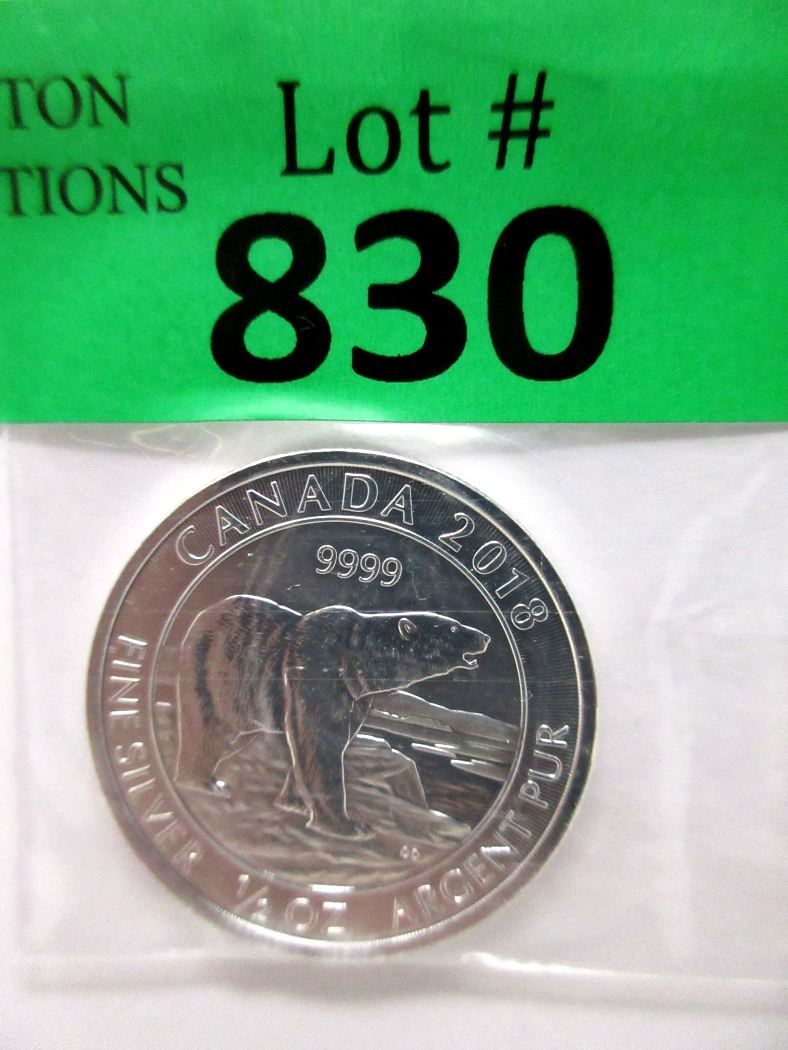 TON
TIONS
Lot #
830
CANADA 2018
9999
FINE SILVER 1/2 OZ ARGENT PUR